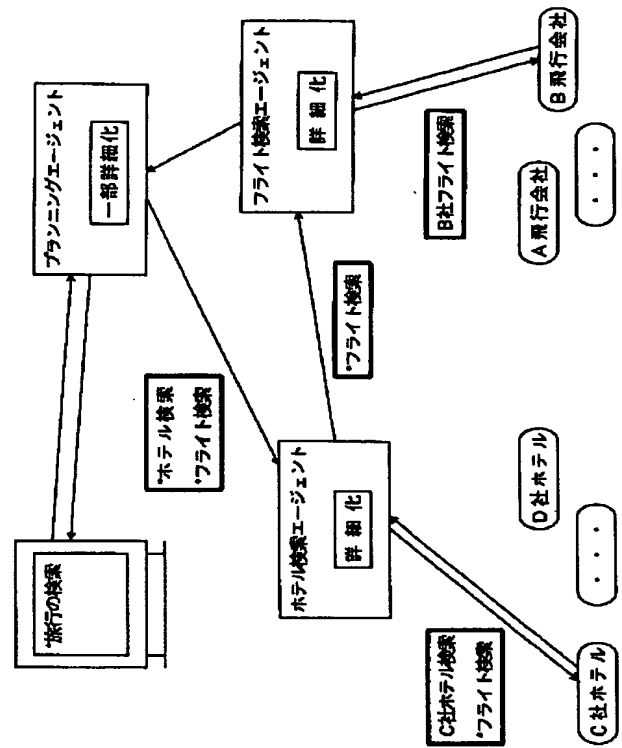 "旅行の検索
プランニングエージェント
一部詳細化
"ホテル検索
"フライト検索
ホテル検索エージェント
詳細化
"フライト検索
フライト検索エージェント
詳細化
C社ホテル検索
"フライト検索
B社フライト検索
C社ホテル
・・・
D社ホテル
A飛行会社
・・・
B飛行会社